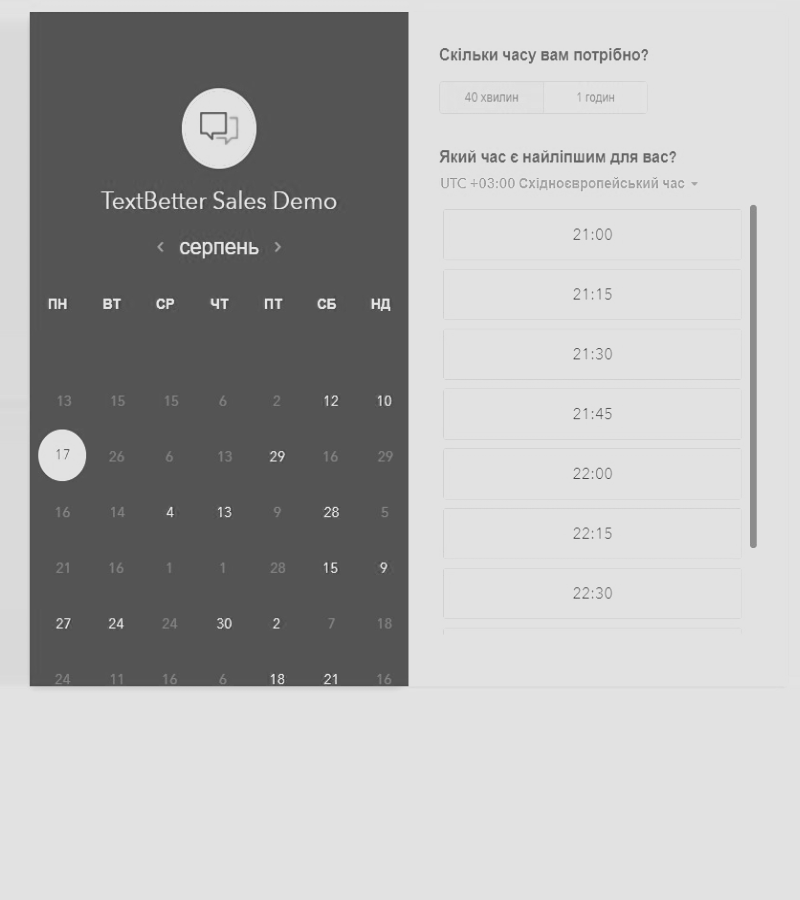 TextBetter Sales Demo
серпень
ПН ВТ СР ЧТ ПТ СБ НД
13 15 15 6 2 12 10
17 26 6 13 29 16 29
16 14 4 13 9 28 5
21 16 1 1 28 15 9
27 24 24 30 2 7 18
24 11 16 6 18 21 16
Скільки часу вам потрібно?
40 хвилин 1 годин
Який час є найліпшим для вас?
UTC +03:00 Східноєвропейський час
21:00
21:15
21:30
21:45
22:00
22:15
22:30